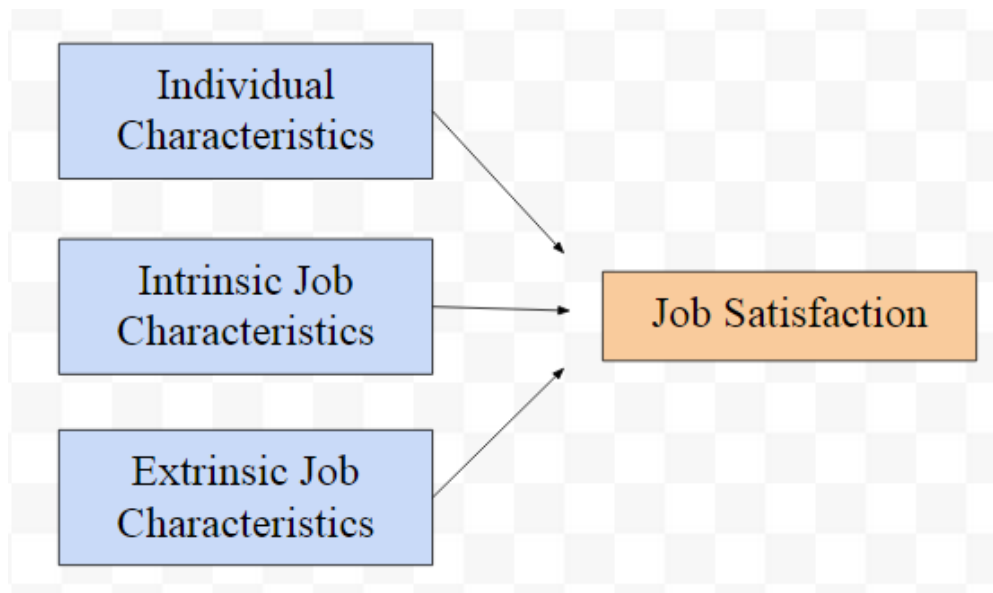 Individual
Characteristics
Intrinsic Job
Characteristics
Job Satisfaction
Extrinsic Job
Characteristics